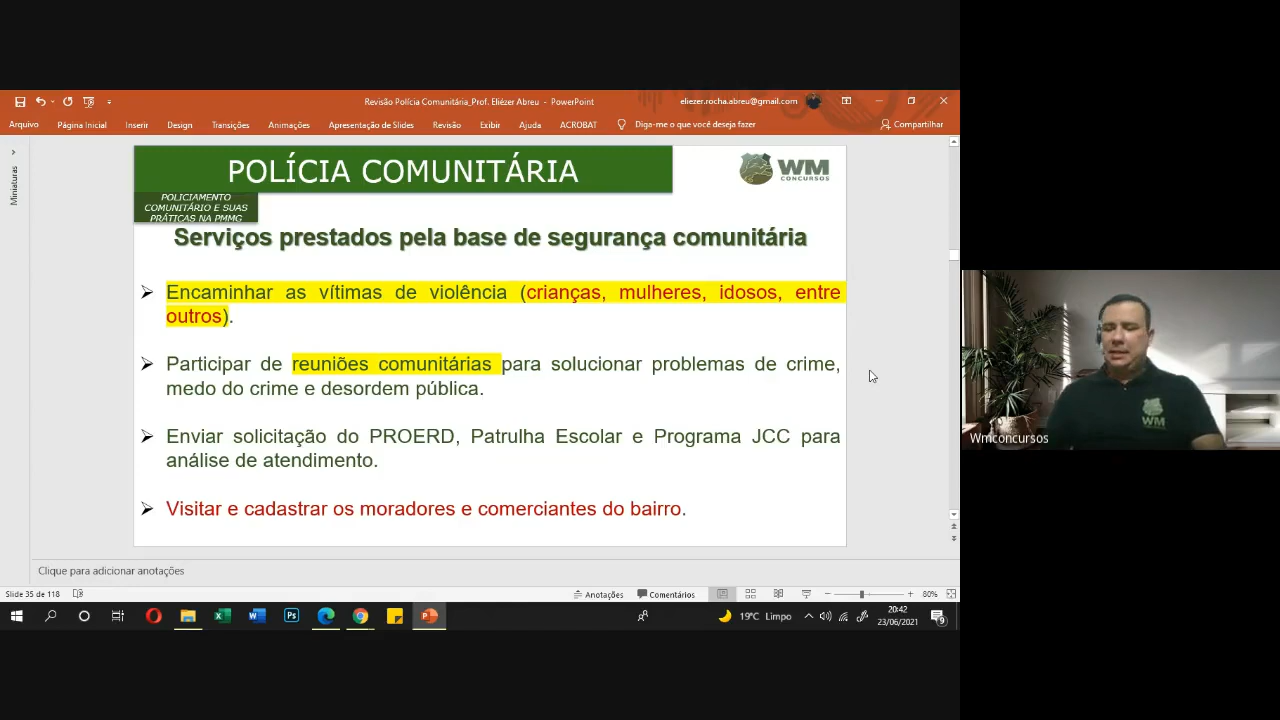 Revisão Polícia Comunitária_Prof. Eliézer Abreu - PowerPoint
eliezer.rocha.abreu@gmail.com
Arquivo Página Inicial Inserir Design Transições Animações Apresentação de Slides Revisão Exibir Ajuda ACROBAT Diga-me o que você deseja fazer Compartilhar
Miniaturas
POLÍCIA COMUNITÁRIA
WM
CONCURSOS
POLICIAMENTO
COMUNITÁRIO E SUAS
PRÁTICAS NA PMMG
Serviços prestados pela base de segurança comunitária
➢ Encaminhar as vítimas de violência (crianças, mulheres, idosos, entre
outros).
➢ Participar de reuniões comunitárias para solucionar problemas de crime,
medo do crime e desordem pública.
➢ Enviar solicitação do PROERD, Patrulha Escolar e Programa JCC para
análise de atendimento.
➢ Visitar e cadastrar os moradores e comerciantes do bairro.
WM
Wmconcursos
Clique para adicionar anotações
Slide 35 de 118
Anotações Comentários
80%
19°C Limpo
20:42
23/06/2021
9